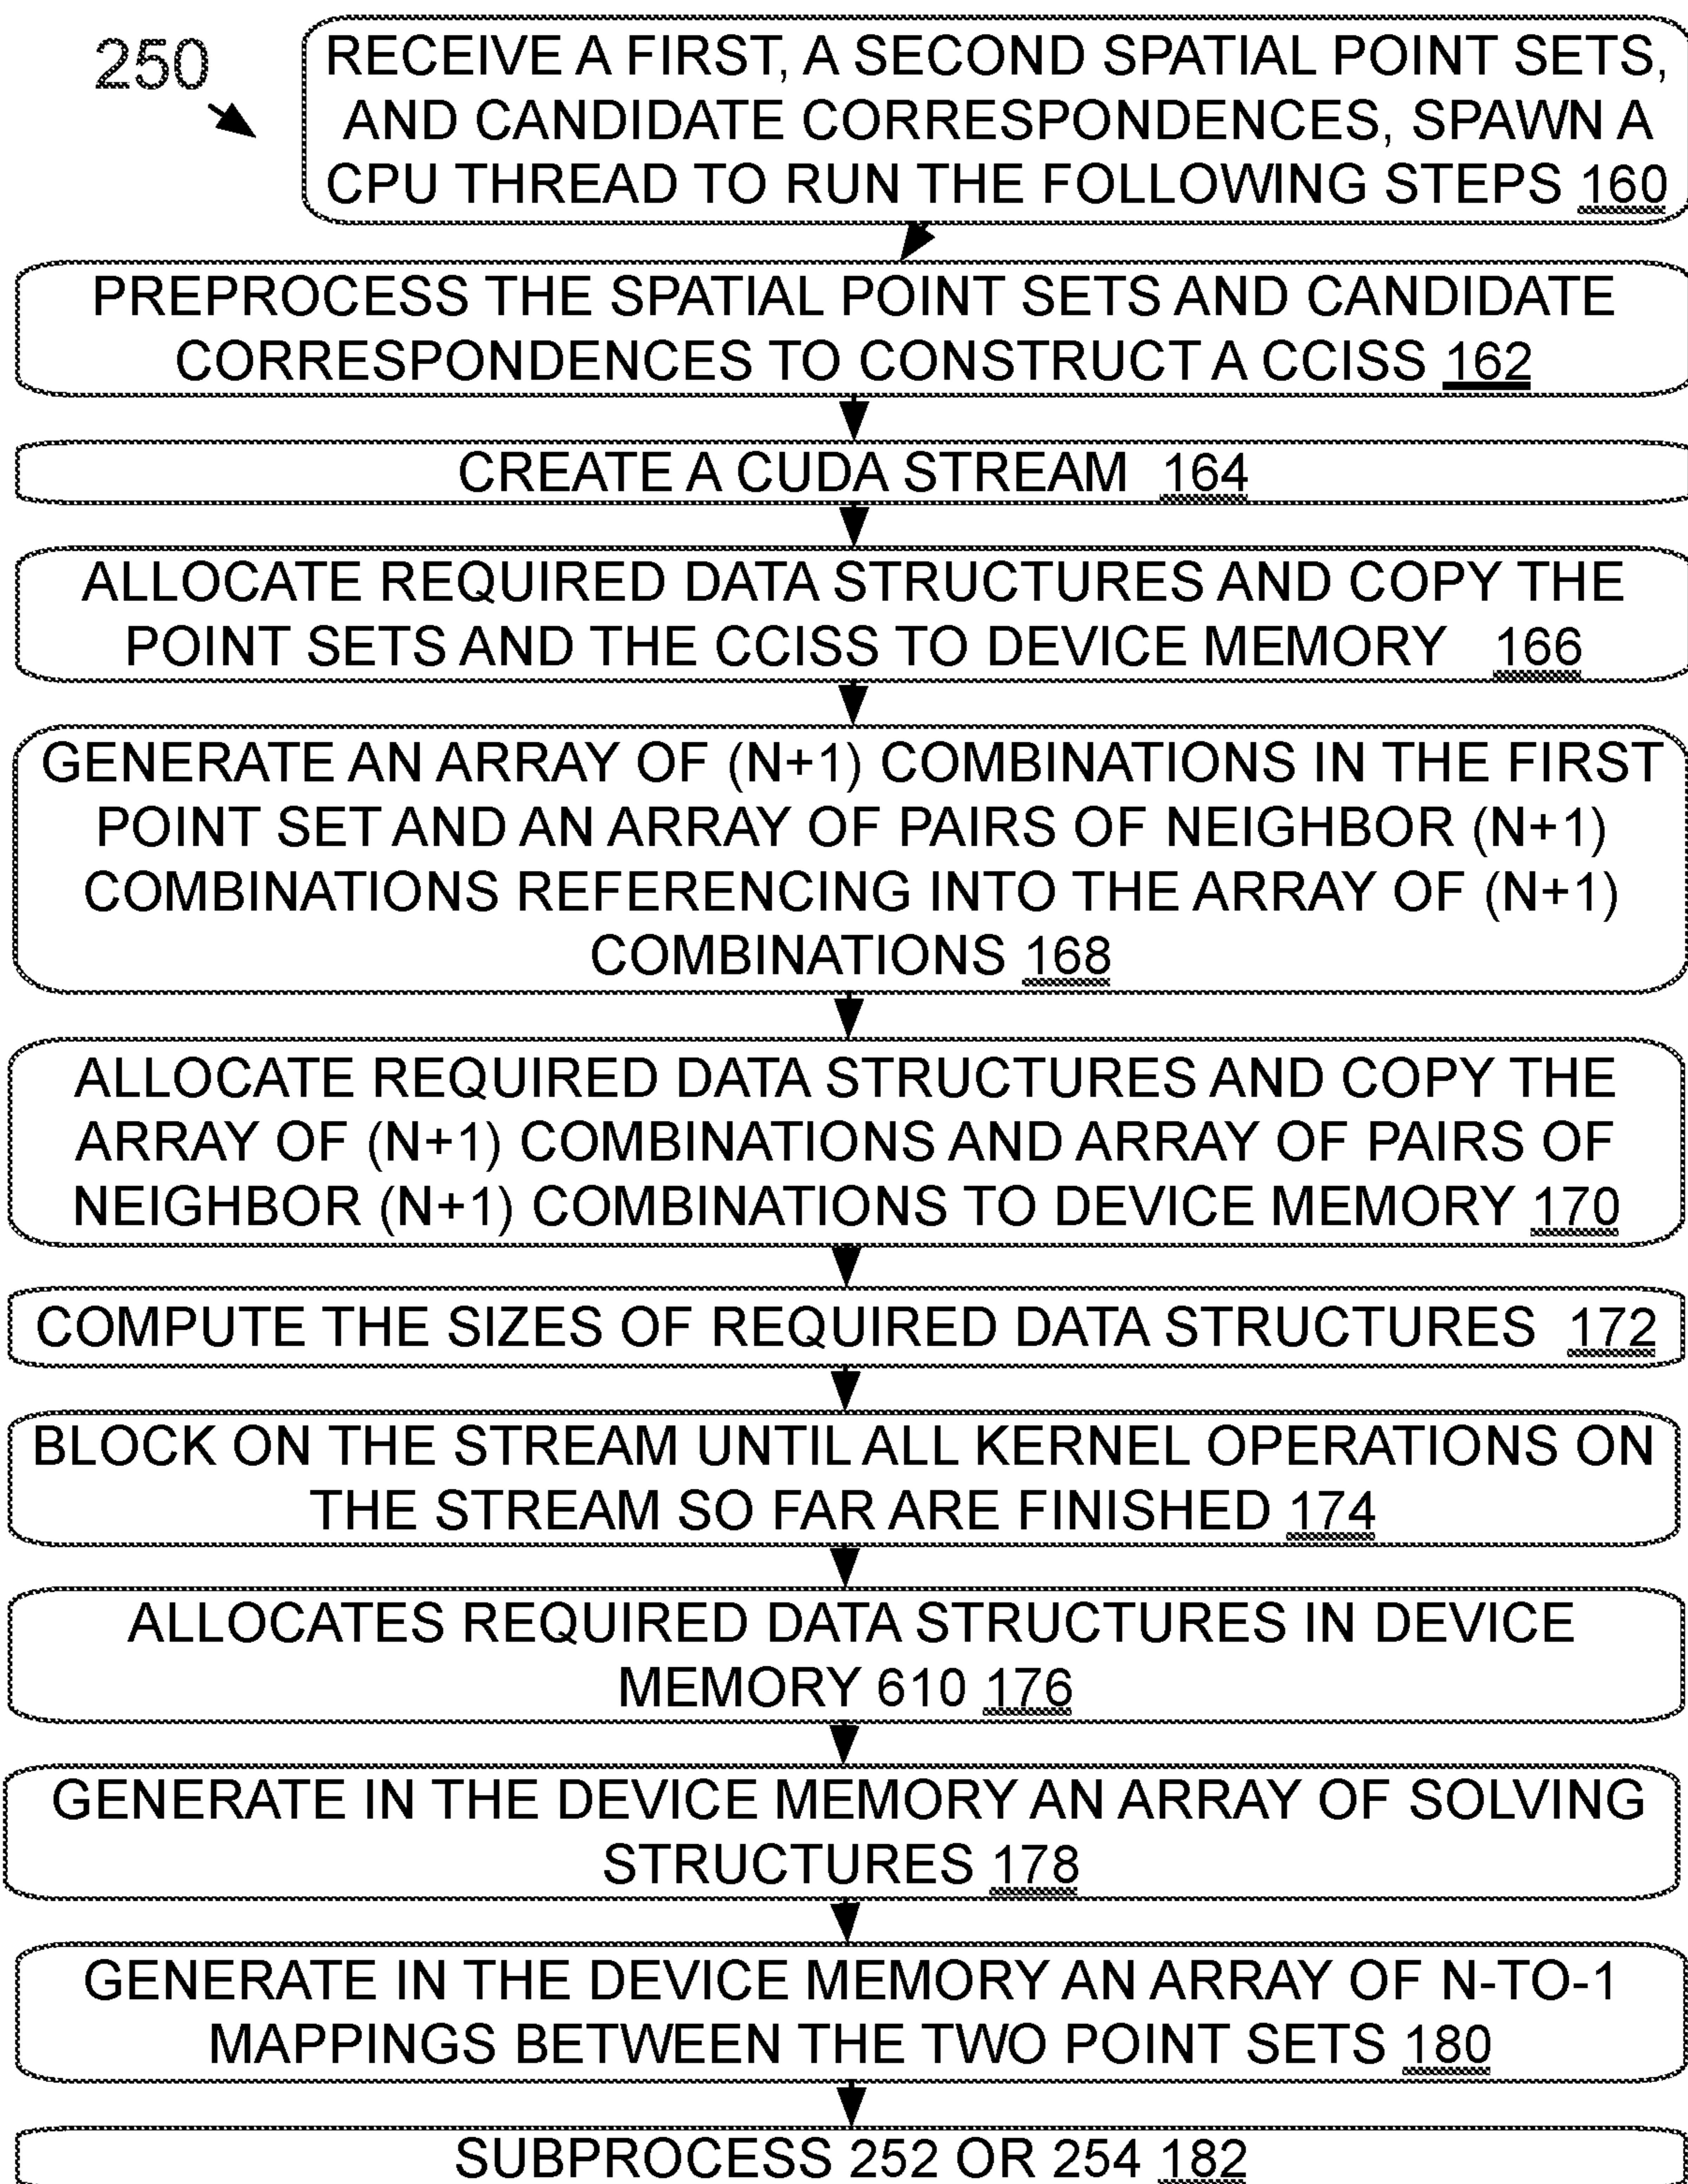 250
RECEIVE A FIRST, A SECOND SPATIAL POINT SETS,
AND CANDIDATE CORRESPONDENCES, SPAWN A
CPU THREAD TO RUN THE FOLLOWING STEPS 160
PREPROCESS THE SPATIAL POINT SETS AND CANDIDATE
CORRESPONDENCES TO CONSTRUCT A CCISS 162
CREATE A CUDA STREAM 164
ALLOCATE REQUIRED DATA STRUCTURES AND COPY THE
POINT SETS AND THE CCISS TO DEVICE MEMORY 166
GENERATE AN ARRAY OF (N+1) COMBINATIONS IN THE FIRST
POINT SET AND AN ARRAY OF PAIRS OF NEIGHBOR (N+1)
COMBINATIONS REFERENCING INTO THE ARRAY OF (N+1)
COMBINATIONS 168
ALLOCATE REQUIRED DATA STRUCTURES AND COPY THE
ARRAY OF (N+1) COMBINATIONS AND ARRAY OF PAIRS OF
NEIGHBOR (N+1) COMBINATIONS TO DEVICE MEMORY 170
COMPUTE THE SIZES OF REQUIRED DATA STRUCTURES 172
BLOCK ON THE STREAM UNTIL ALL KERNEL OPERATIONS ON
THE STREAM SO FAR ARE FINISHED 174
ALLOCATES REQUIRED DATA STRUCTURES IN DEVICE
MEMORY 610 176
GENERATE IN THE DEVICE MEMORY AN ARRAY OF SOLVING
STRUCTURES 178
GENERATE IN THE DEVICE MEMORY AN ARRAY OF N-TO-1
MAPPINGS BETWEEN THE TWO POINT SETS 180
SUBPROCESS 252 OR 254 182